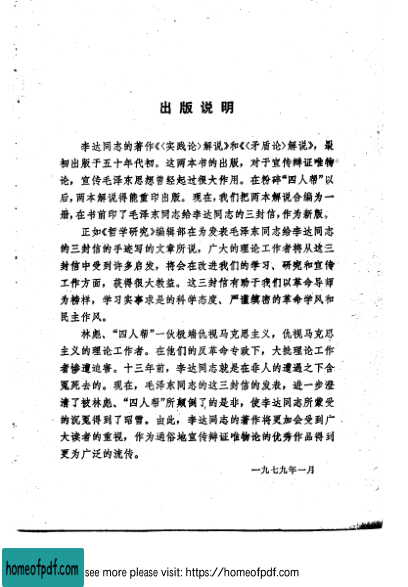 出版说明
李达同志的著作《〈实践论〉解说》和《〈矛盾论〉解说》，最
初出版于五十年代初。这两本书的出版，对于宣传辩证唯物
论，宣传毛泽东思想曾经起过很大作用。在粉碎“四人帮”以
后，两本解说得能重印出版。现在，我们把两本解说合编为一
册，在书前印了毛泽东同志给李达同志的三封信，作为新版。
正如《哲学研究》编辑部在为发表毛泽东同志给李达同志
的三封信的手迹写的文章所说，广大的理论工作者将从这三
封信中受到许多启发，将会在改进我们的学习、研究和宣传
工作方面，获得很大教益。这三封信有助于我们以革命导师
为榜样，学习实事求是的科学态度、严谨缜密的革命学风和
民主作风。
林彪、“四人帮”一伙极端仇视马克思主义，仇视马克思
主义的理论工作者。在他们的反革命专政下，大批理论工作
者惨遭迫害。十三年前，李达同志就是在非人的遭遇之下含
冤死去的。现在，毛泽东同志的这三封信的发表，进一步澄
清了被林彪、“四人帮”所颠倒了的是非，使李达同志所蒙受
的沉冤得到了昭雪。由此，李达同志的著作将更加会受到广
大读者的重视，作为通俗地宣传辩证唯物论的优秀作品得到
更为广泛的流传。
一九七九年一月
homeofpdf.com see more please visit: https://homeofpdf.com